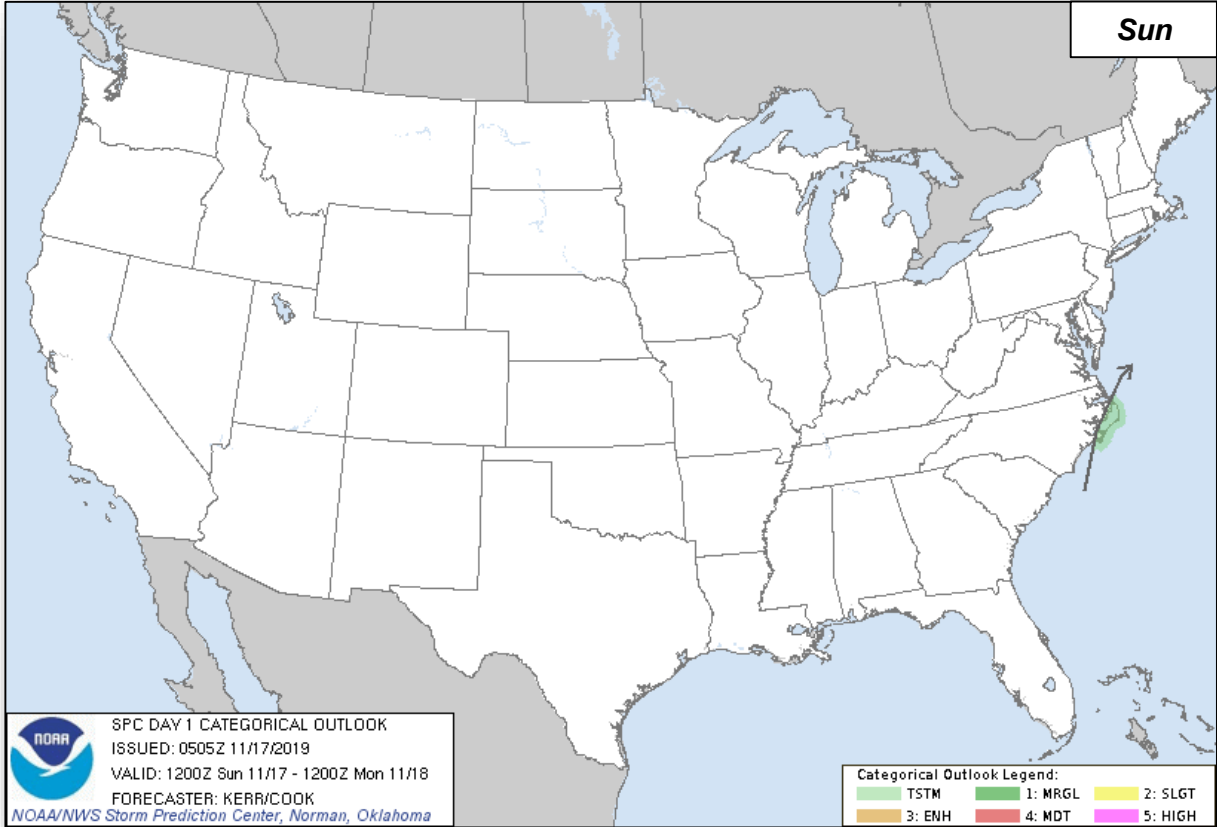 Sun
NOAA
SPC DAY 1 CATEGORICAL OUTLOOK
ISSUED: 0505Z 11/17/2019
VALID: 1200Z Sun 11/17 - 1200Z Mon 11/18
FORECASTER: KERR/COOK
NOAA/NWS Storm Prediction Center, Norman, Oklahoma
Categorical Outlook Legend:
TSTM 1: MRGL 2: SLGT
3: ENH 4: MDT 5: HIGH